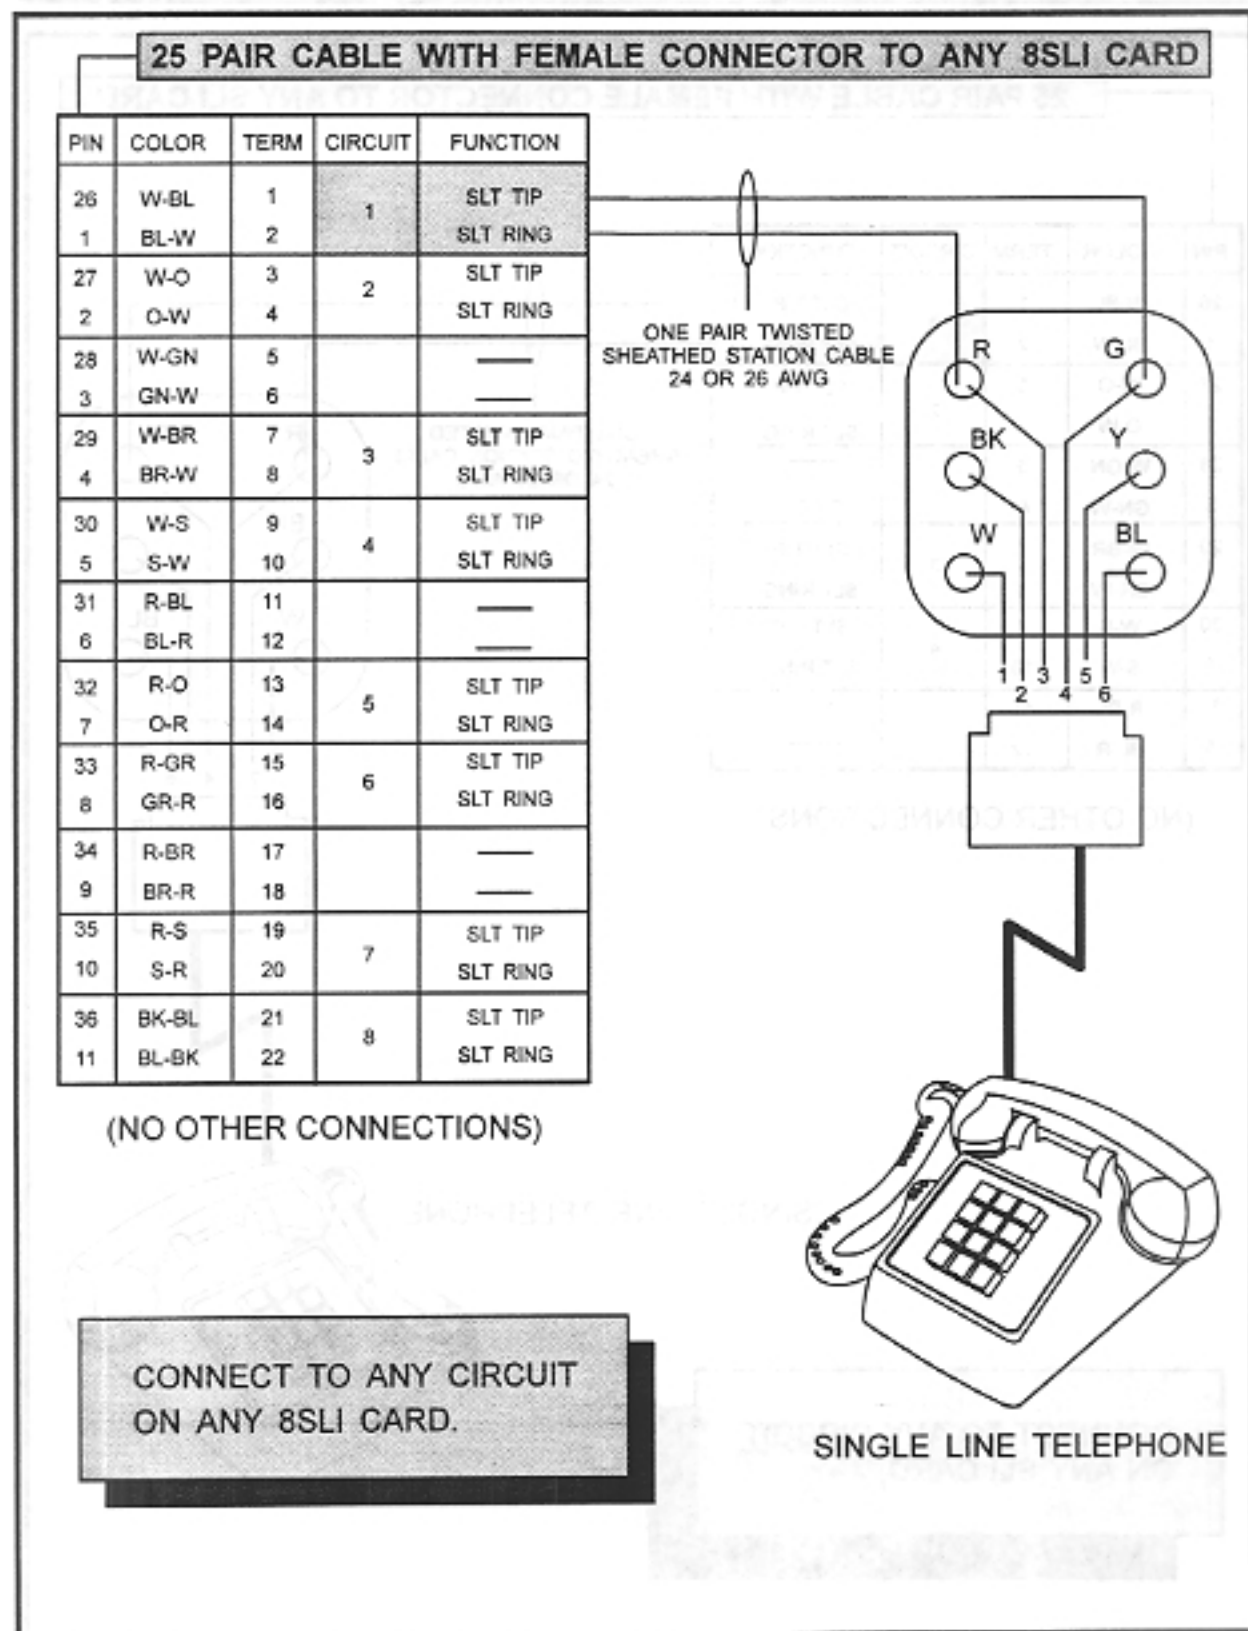 25 PAIR CABLE WITH FEMALE CONNECTOR TO ANY 8SLI CARD
PIN COLOR TERM CIRCUIT FUNCTION
26 W-BL 1 1 SLT TIP
1 BL-W 2 SLT RING
27 W-O 3 2 SLT TIP
2 O-W 4 SLT RING
28 W-GN 5 —
3 GN-W 6 —
29 W-BR 7 3 SLT TIP
4 BR-W 8 SLT RING
30 W-S 9 4 SLT TIP
5 S-W 10 SLT RING
31 R-BL 11 —
6 BL-R 12 —
32 R-O 13 5 SLT TIP
7 O-R 14 SLT RING
33 R-GR 15 6 SLT TIP
8 GR-R 16 SLT RING
34 R-BR 17 —
9 BR-R 18 —
35 R-S 19 7 SLT TIP
10 S-R 20 SLT RING
36 BK-BL 21 8 SLT TIP
11 BL-BK 22 SLT RING
(NO OTHER CONNECTIONS)
ONE PAIR TWISTED
SHEATHED STATION CABLE
24 OR 26 AWG
R G
BK Y
W BL
1 2 3 4 5 6
CONNECT TO ANY CIRCUIT
ON ANY 8SLI CARD.
SINGLE LINE TELEPHONE